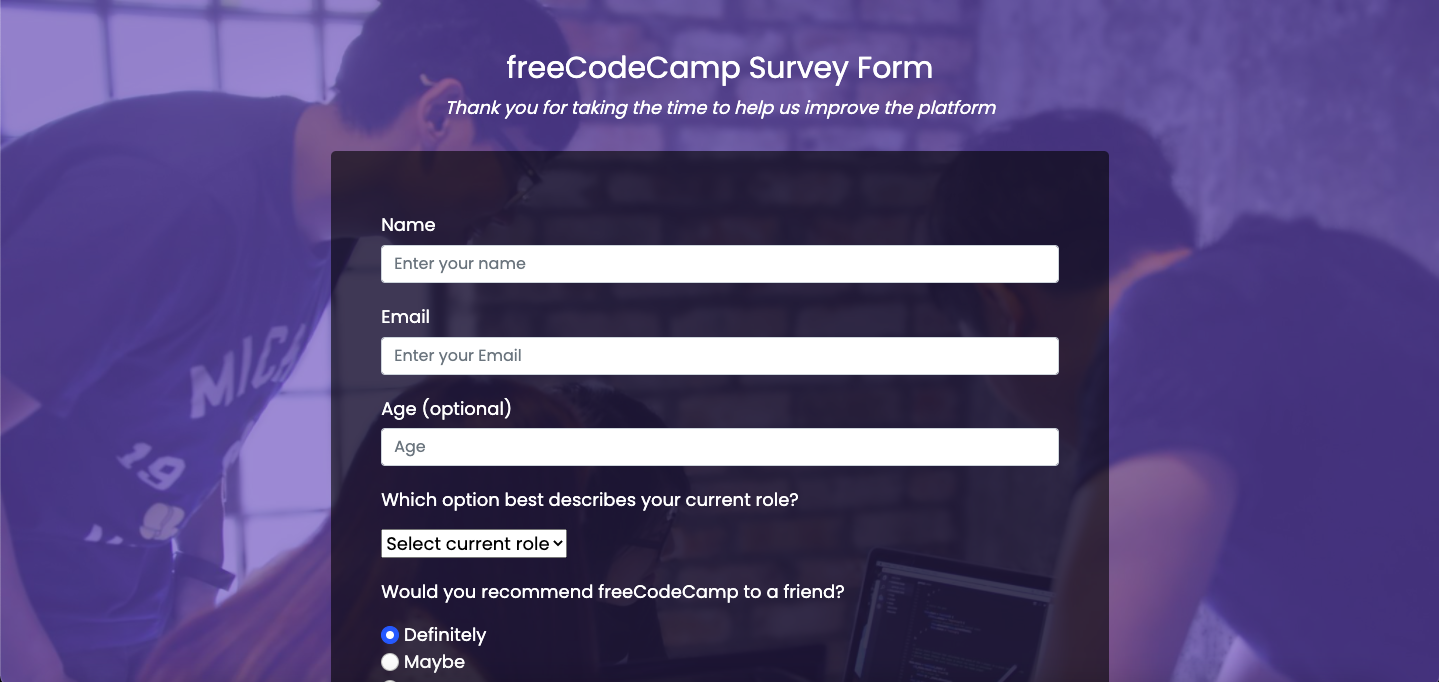 freeCodeCamp Survey Form
Thank you for taking the time to help us improve the platform
Name
Enter your name
Email
Enter your Email
Age (optional)
Age
Which option best describes your current role?
Select current role
Would you recommend freeCodeCamp to a friend?
Definitely
Maybe
MICH
19